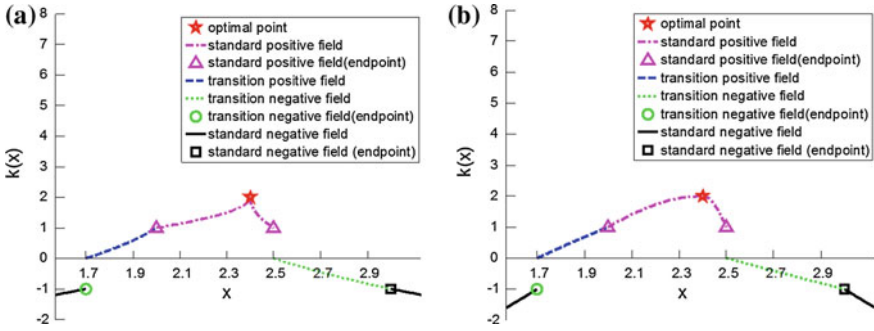 (a)
8
7
6
5
4
3
2
1
0
-1
-2
k(x)
optimal point
standard positive field
standard positive field(endpoint)
transition positive field
transition negative field
transition negative field(endpoint)
standard negative field
standard negative field (endpoint)
1.7 1.9 2.1 2.3 2.5 2.7 2.9
X
(b)
8
7
6
5
4
3
2
1
0
-1
-2
k(x)
optimal point
standard positive field
standard positive field(endpoint)
transition positive field
transition negative field
transition negative field(endpoint)
standard negative field
standard negative field (endpoint)
1.7 1.9 2.1 2.3 2.5 2.7 2.9
X